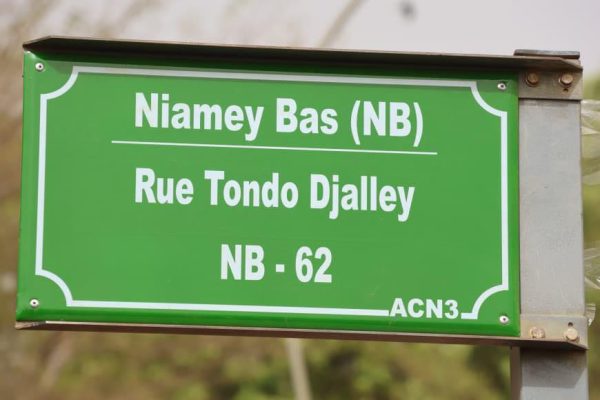 Niamey Bas (NB)
Rue Tondo Djalley
NB - 62
ACN3